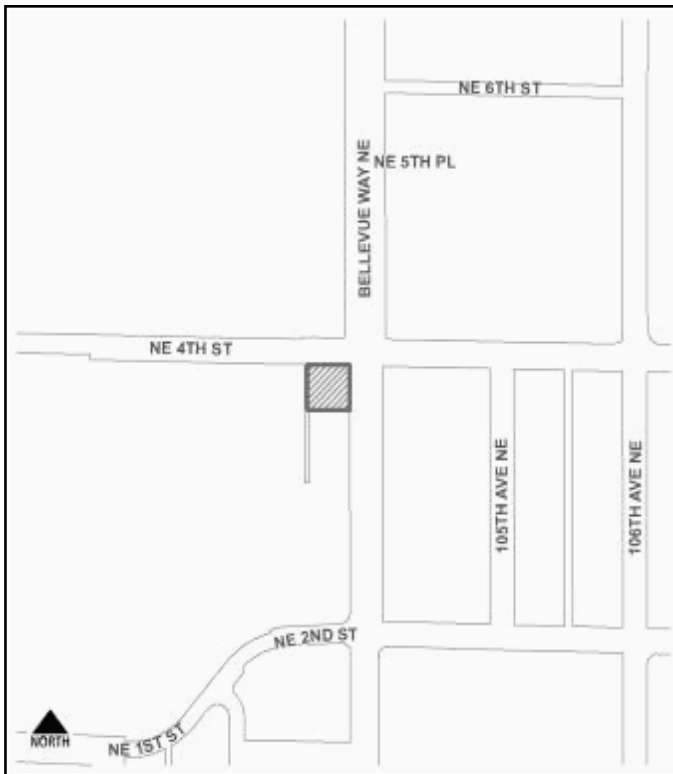 NE 6TH ST
NE 5TH PL
BELLEVUE WAY NE
NE 4TH ST
105TH AVE NE
106TH AVE NE
NE 2ND ST
NORTH
NE 1ST ST